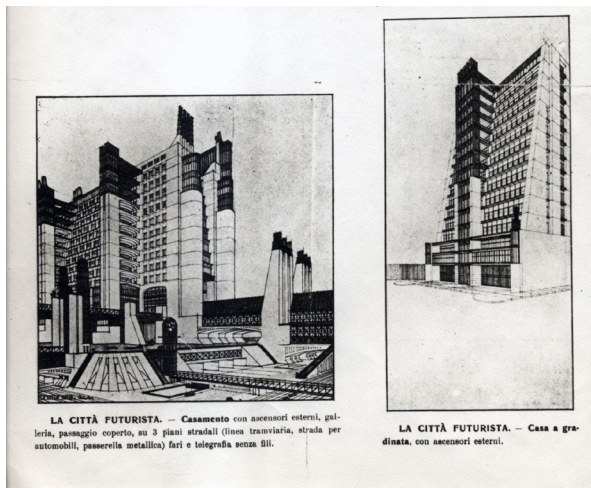 LA CITTÀ FUTURISTA. — Casamento con ascensori esterni, gal-
leria, passaggio coperto, su 3 piani stradali (linea tramviaria, strada per
automobili, passerella metallica) fari e telegrafia senza fili.
LA CITTÀ FUTURISTA. — Casa a gra-
dinata, con ascensori esterni.